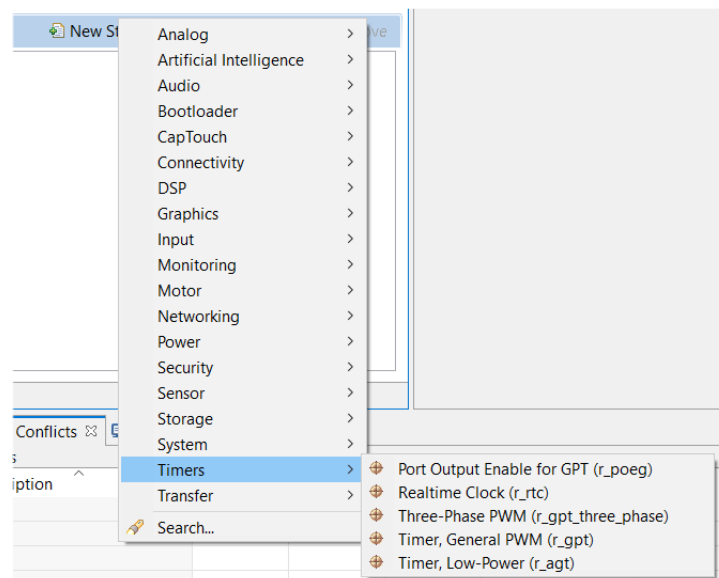 New St
Analog
Artificial Intelligence
Audio
Bootloader
CapTouch
Connectivity
DSP
Graphics
Input
Monitoring
Motor
Networking
Power
Security
Sensor
Storage
System
Timers
Transfer
Search...
Conflicts
iption
Port Output Enable for GPT (r_poeg)
Realtime Clock (r_rtc)
Three-Phase PWM (r_gpt_three_phase)
Timer, General PWM (r_gpt)
Timer, Low-Power (r_agt)